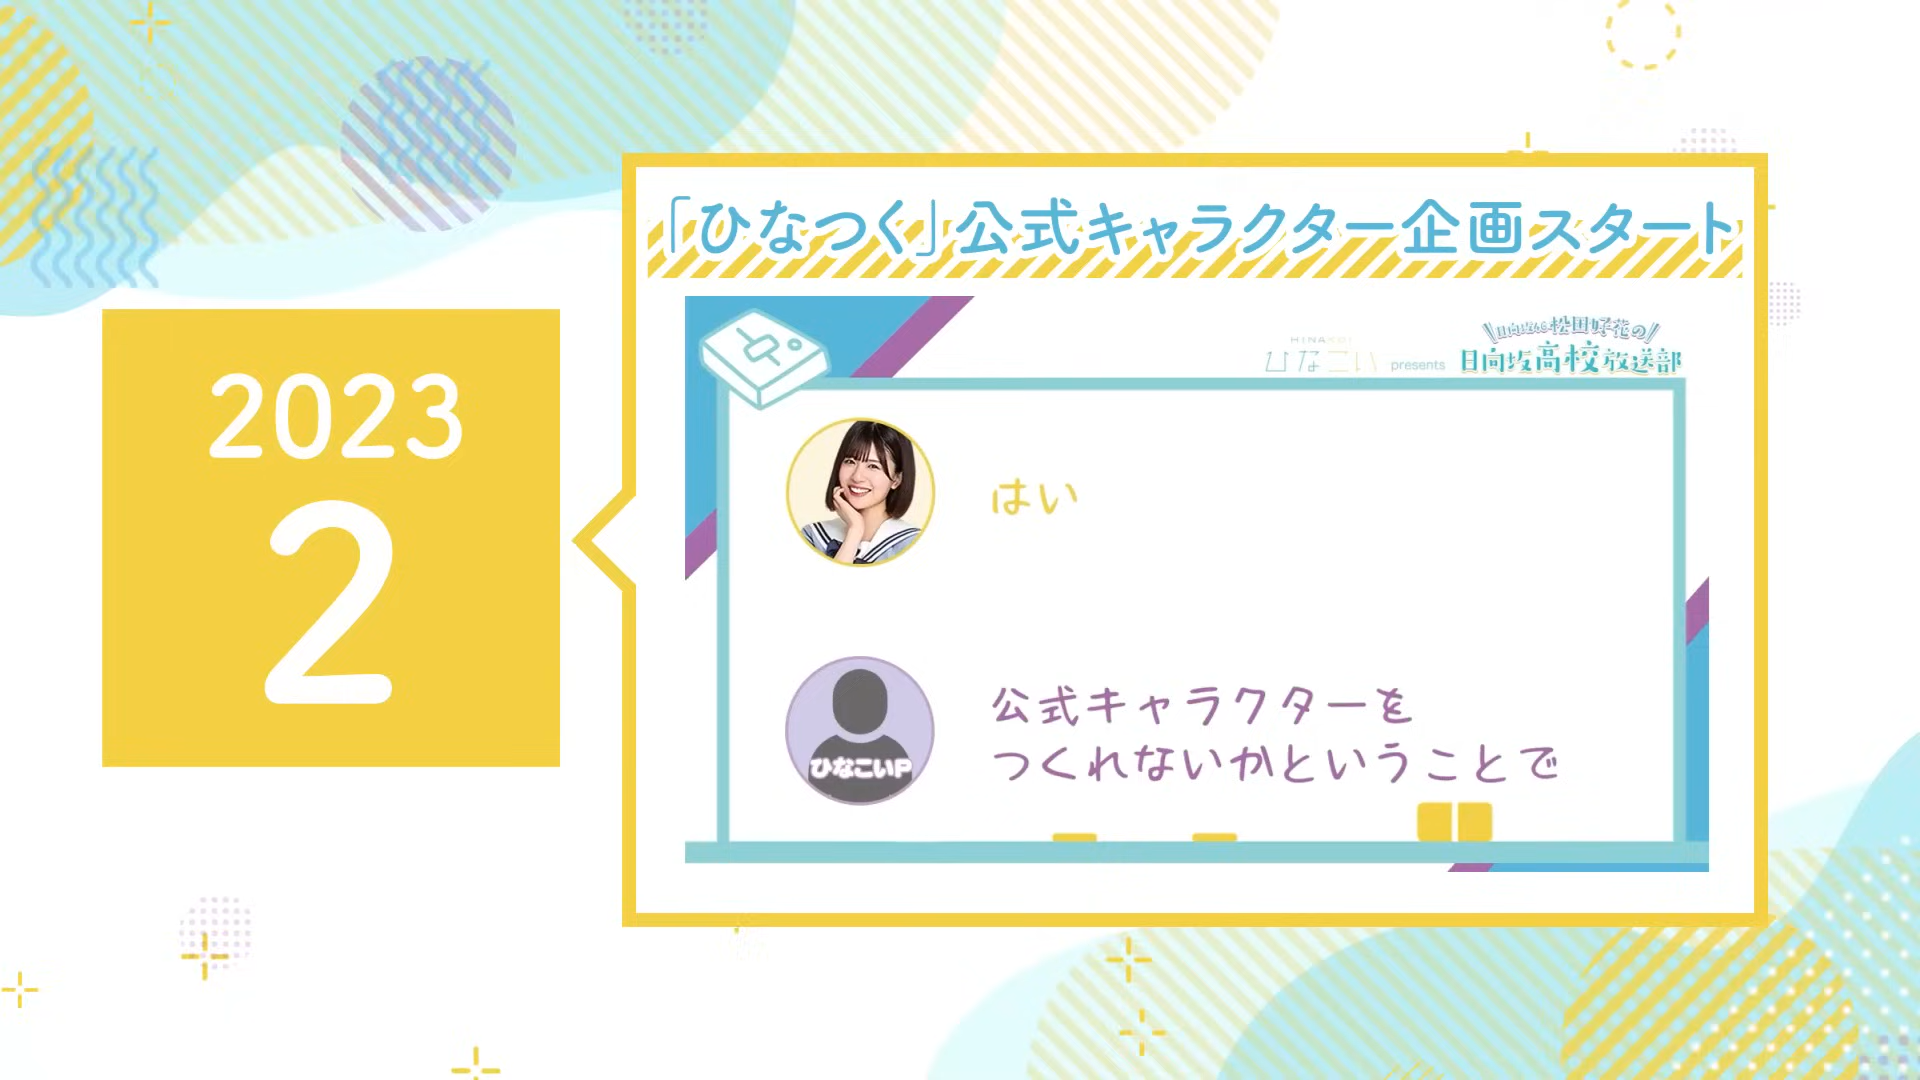 2023
2
「ひなつく」公式キャラクター企画スタート
HINAKOI
ひなこい presents
日向坂46松田好花の
日向坂高校放送部
はい
公式キャラクターを
つくれないかということで
ひなこいP